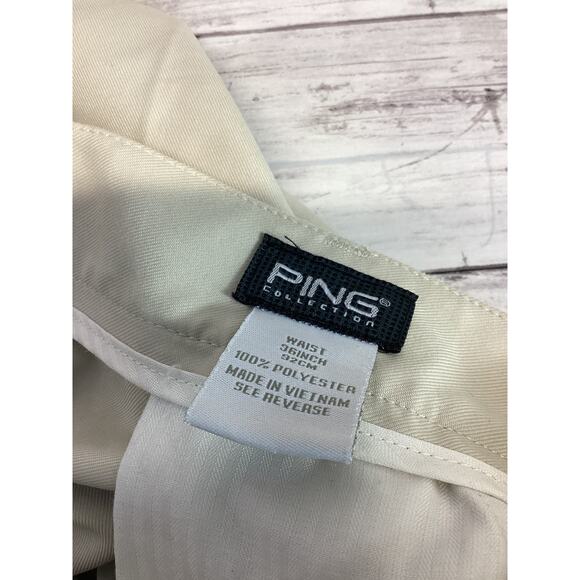 PING®
COLLECTION
WAIST
36INCH
92CM
100% POLYESTER
MADE IN VIETNAM
SEE REVERSE